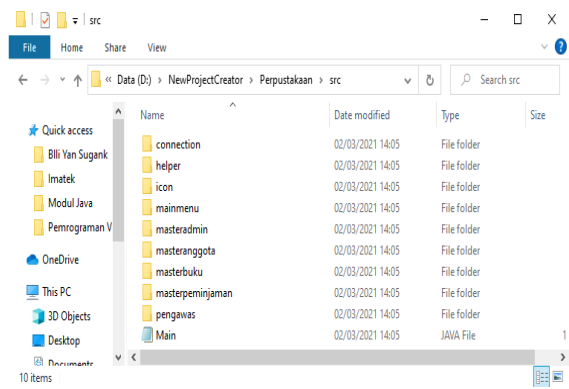 src
File Home Share View
« Data (D:) › NewProjectCreator › Perpustakaan › src
Search src
Name Date modified Type Size
Quick access
Blli Yan Sugank
Imatek
Modul Java
Pemrograman V
OneDrive
This PC
3D Objects
Desktop
Documents
connection 02/03/2021 14:05 File folder
helper 02/03/2021 14:05 File folder
icon 02/03/2021 14:05 File folder
mainmenu 02/03/2021 14:05 File folder
masteradmin 02/03/2021 14:05 File folder
masteranggota 02/03/2021 14:05 File folder
masterbuku 02/03/2021 14:05 File folder
masterpeminjaman 02/03/2021 14:05 File folder
pengawas 02/03/2021 14:05 File folder
Main 02/03/2021 14:05 JAVA File 1
10 items